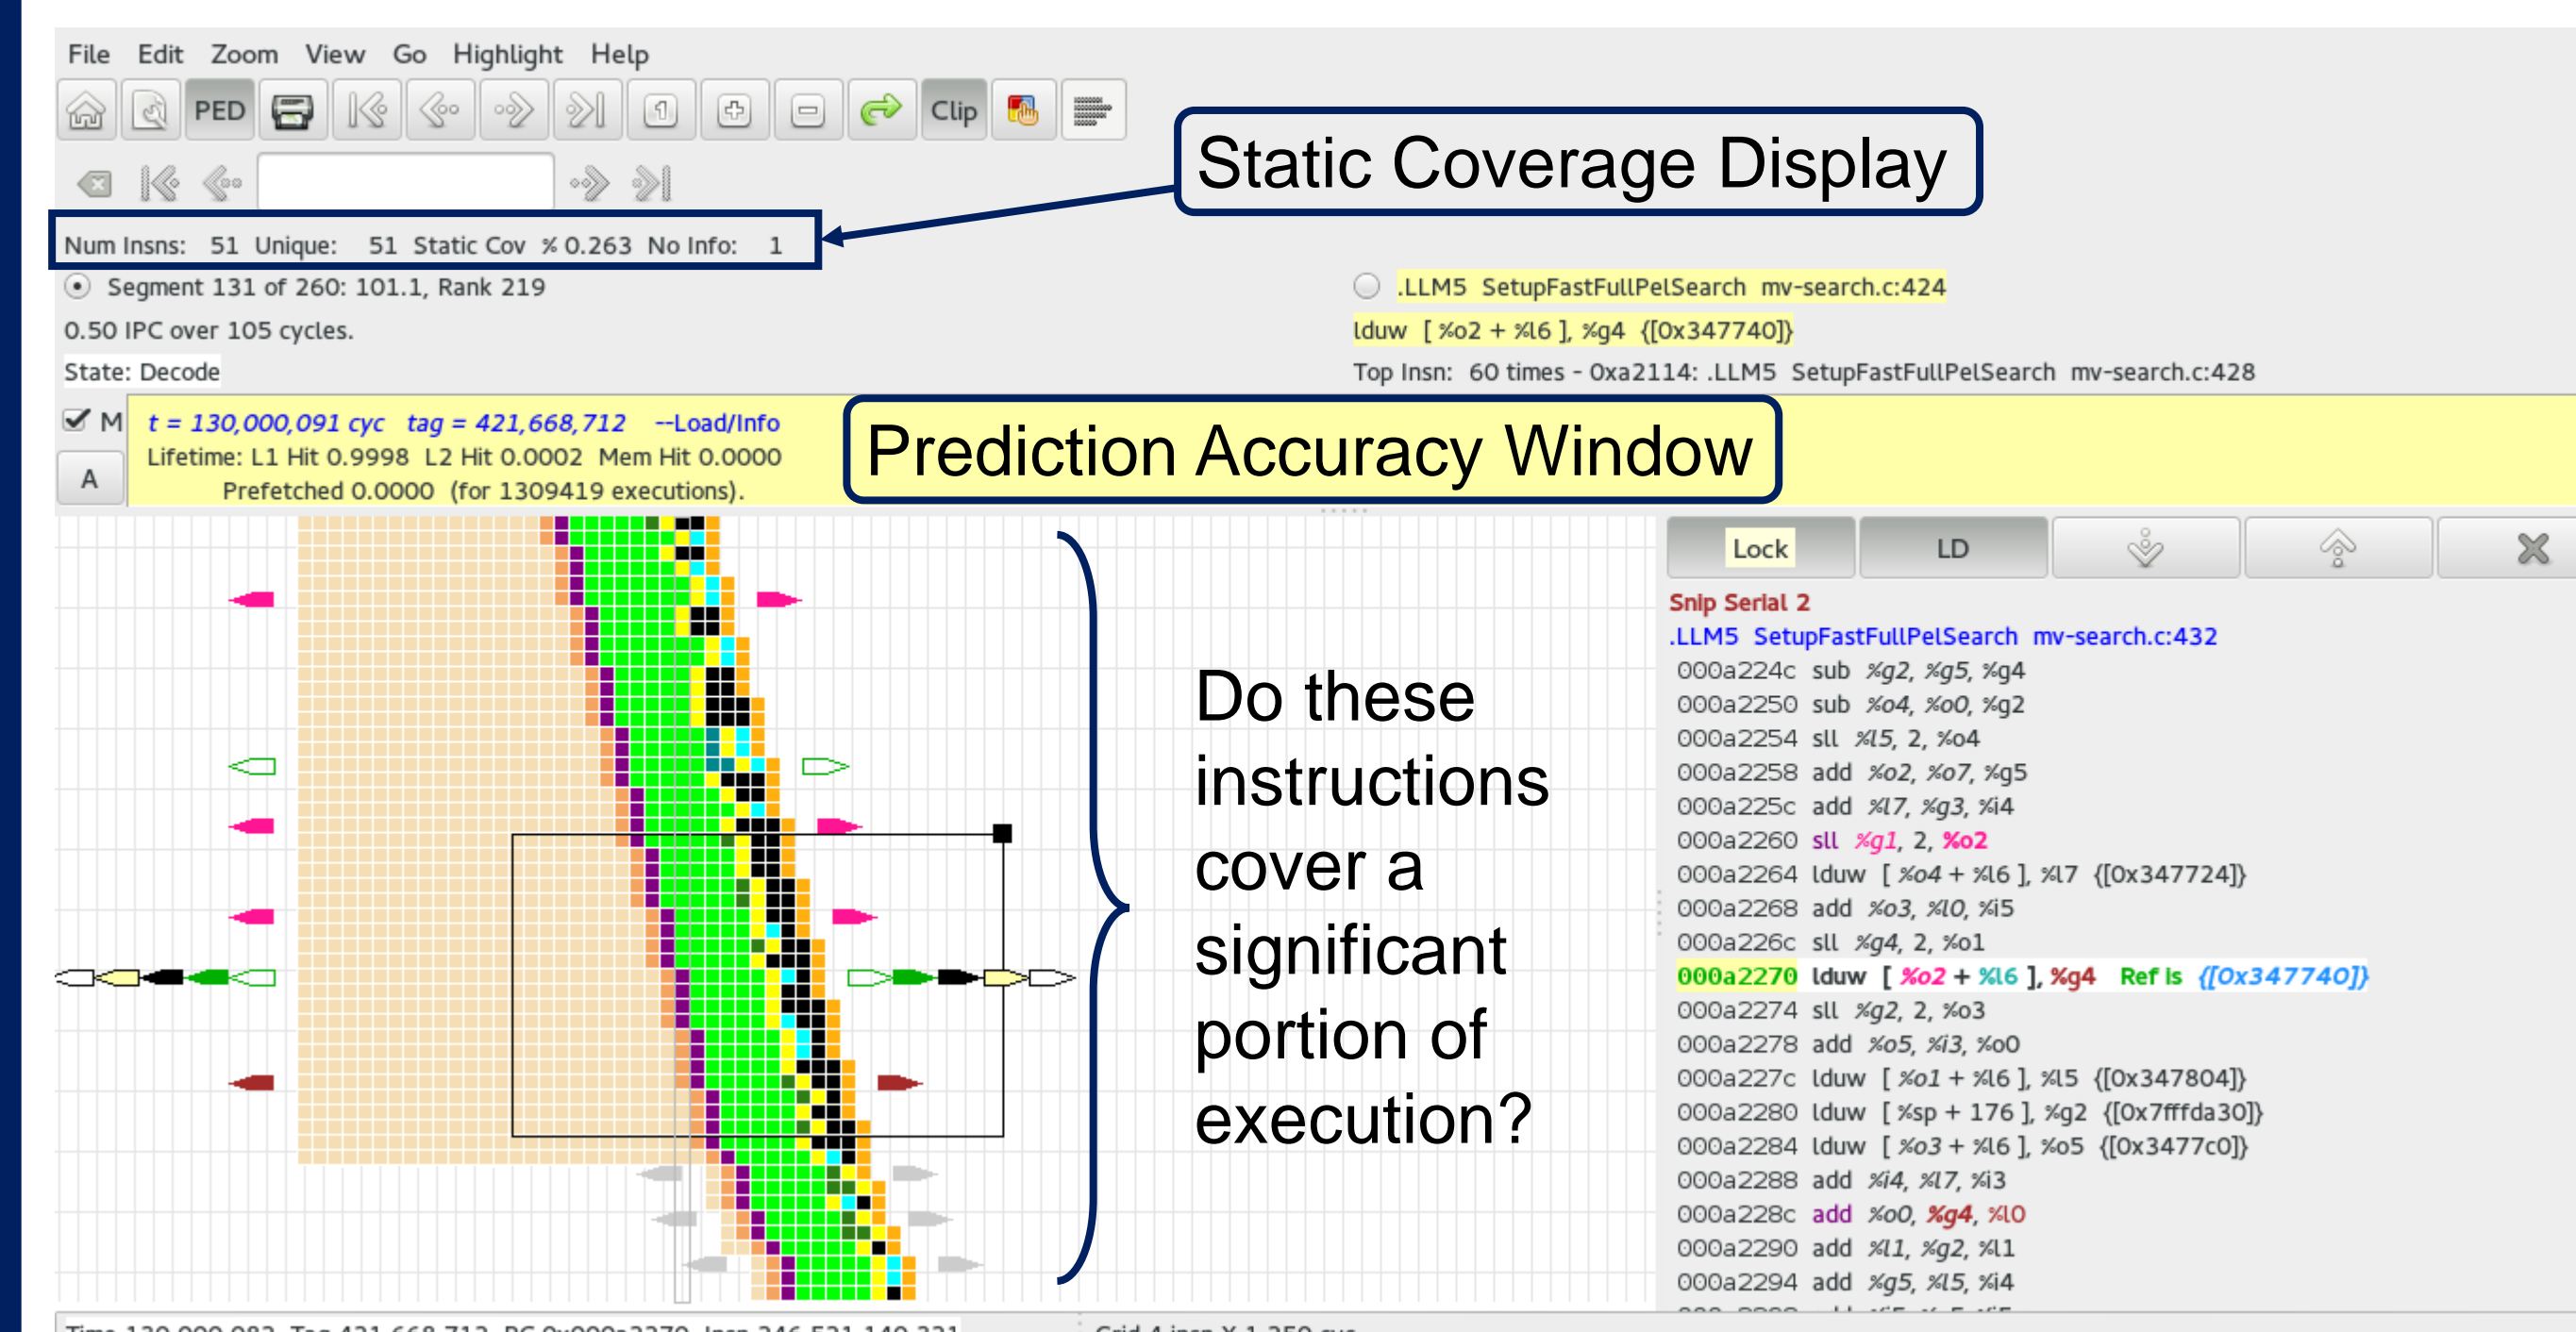 File Edit Zoom View Go Highlight Help
PED 1 Clip
Static Coverage Display
Num Insns: 51 Unique: 51 Static Cov % 0.263 No Info: 1
Segment 131 of 260: 101.1, Rank 219
.LLM5 SetupFastFullPelSearch mv-search.c:424
0.50 IPC over 105 cycles.
lduw [ %o2 + %l6 ], %g4 {[0x347740]}
State: Decode
Top Insn: 60 times - 0xa2114: .LLM5 SetupFastFullPelSearch mv-search.c:428
M
t = 130,000,091 cyc tag = 421,668,712 --Load/Info
Lifetime: L1 Hit 0.9998 L2 Hit 0.0002 Mem Hit 0.0000
A
Prefetched 0.0000 (for 1309419 executions).
Prediction Accuracy Window
Lock LD
Do these
instructions
cover a
significant
portion of
execution?
Snip Serial 2
.LLM5 SetupFastFullPelSearch mv-search.c:432
000a224c sub %g2, %g5, %g4
000a2250 sub %o4, %o0, %g2
000a2254 sll %l5, 2, %o4
000a2258 add %o2, %o7, %g5
000a225c add %l7, %g3, %i4
000a2260 sll %g1, 2, %o2
000a2264 lduw [ %o4 + %l6 ], %l7 {[0x347724]}
000a2268 add %o3, %l0, %i5
000a226c sll %g4, 2, %o1
000a2270 lduw [ %o2 + %l6 ], %g4 Ref is {[0x347740]}
000a2274 sll %g2, 2, %o3
000a2278 add %o5, %i3, %o0
000a227c lduw [ %o1 + %l6 ], %l5 {[0x347804]}
000a2280 lduw [ %sp + 176 ], %g2 {[0x7fffda30]}
000a2284 lduw [ %o3 + %l6 ], %o5 {[0x3477c0]}
000a2288 add %i4, %l7, %i3
000a228c add %o0, %g4, %l0
000a2290 add %l1, %g2, %l1
000a2294 add %g5, %l5, %i4